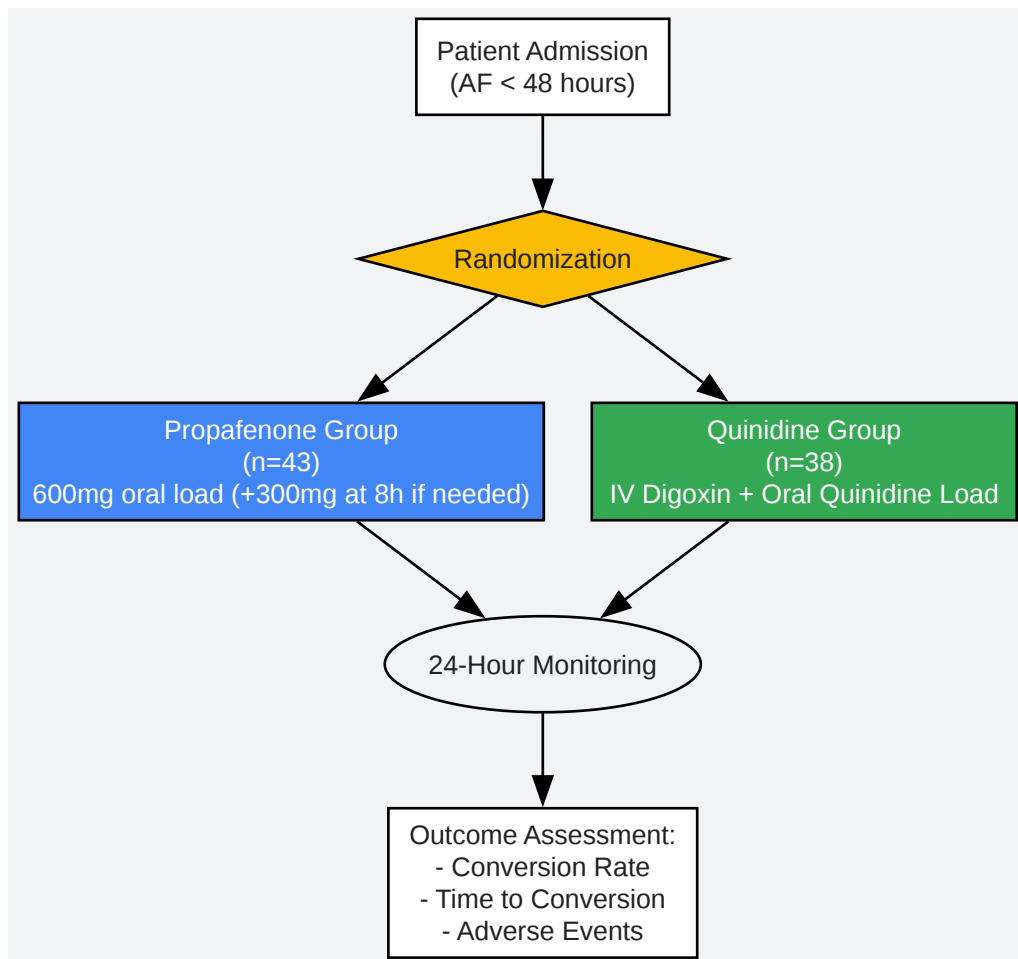 Patient Admission
(AF < 48 hours)
Randomization
Propafenone Group
(n=43)
600mg oral load (+300mg at 8h if needed)
Quinidine Group
(n=38)
IV Digoxin + Oral Quinidine Load
24-Hour Monitoring
Outcome Assessment:
- Conversion Rate
- Time to Conversion
- Adverse Events